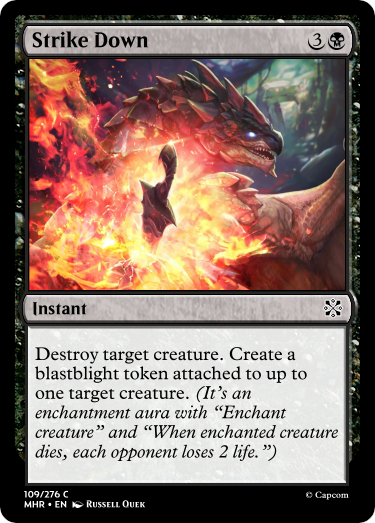 Strike Down 3
Instant
Destroy target creature. Create a
blastblight token attached to up to
one target creature. (It's an
enchantment aura with “Enchant
creature” and “When enchanted creature
dies, each opponent loses 2 life.”)
109/276 C
MHR • EN Russell Quek
© Capcom